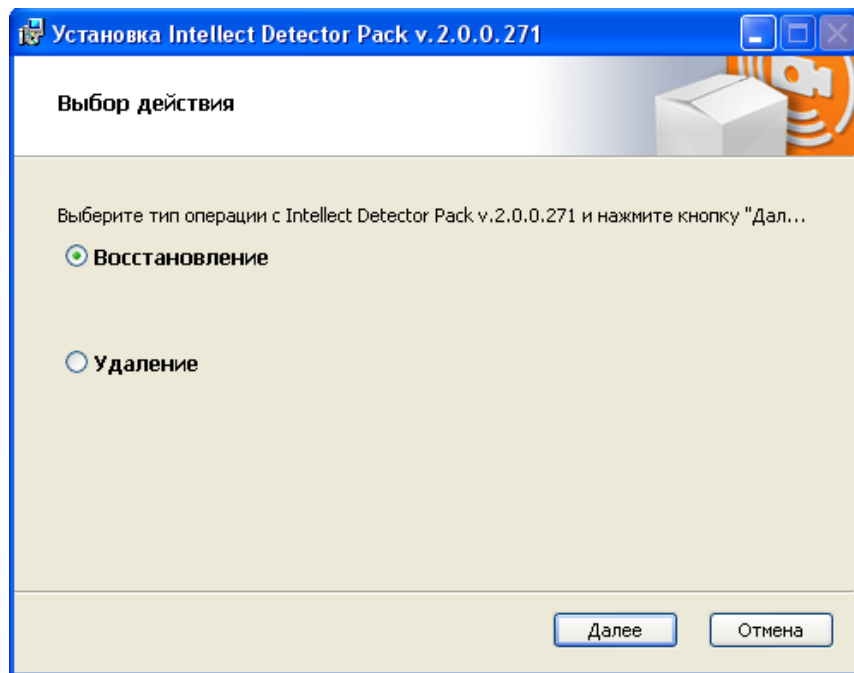 Установка Intellect Detector Pack v.2.0.0.271
Выбор действия
Выберите тип операции с Intellect Detector Pack v.2.0.0.271 и нажмите кнопку "Дал...
Восстановление
Удаление
Далее
Отмена